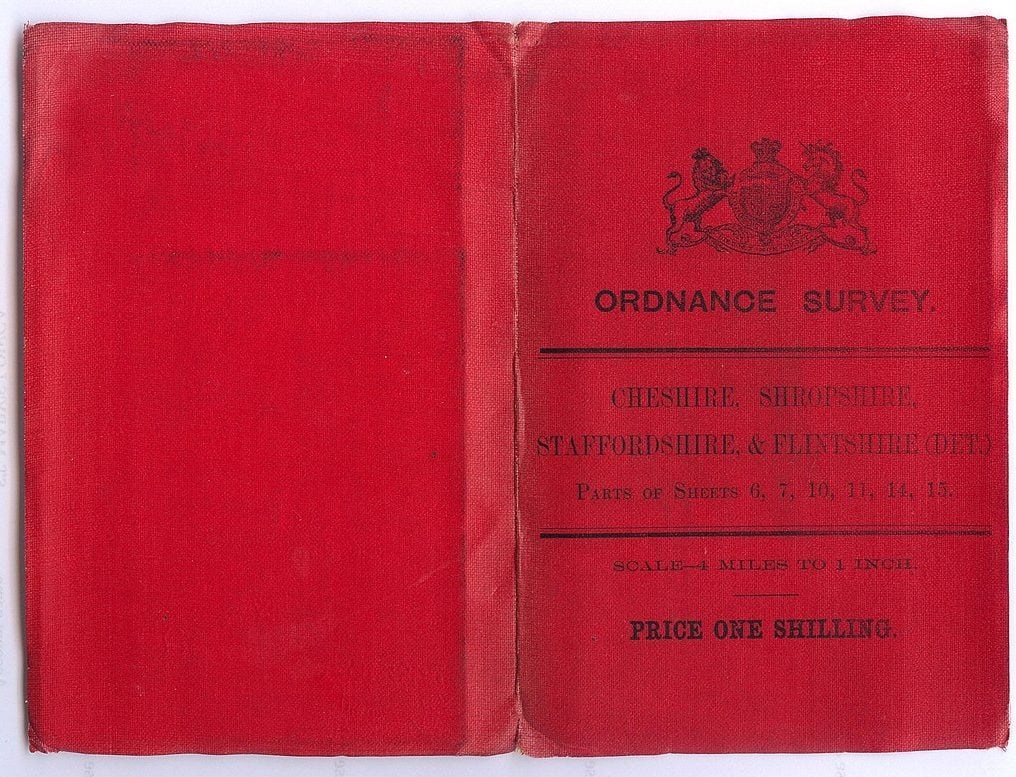 ORDNANCE SURVEY.
CHESHIRE, SHROPSHIRE,
STAFFORDSHIRE, & FLINTSHIRE (DET.)
PARTS OF SHEETS 6, 7, 10, 11, 14, 15.
SCALE—4 MILES TO 1 INCH.
PRICE ONE SHILLING.